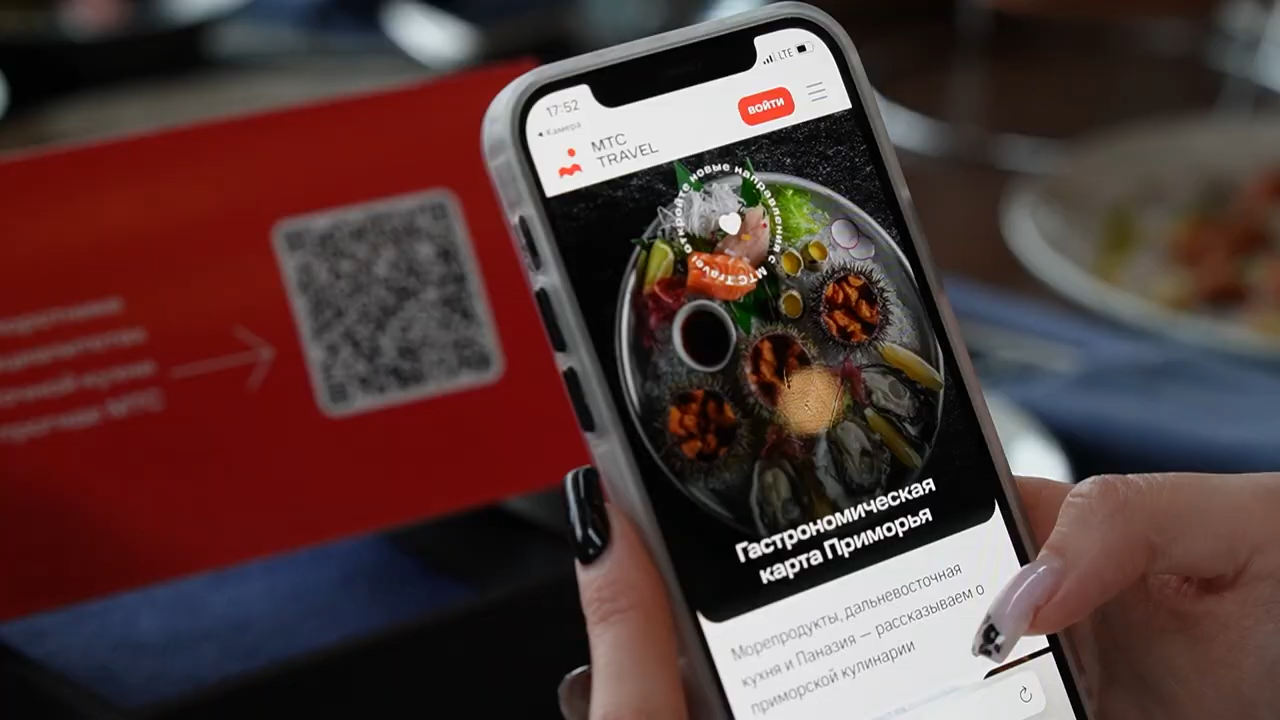 17:52
LTE
Камера
ВОЙТИ
МТС
TRAVEL
откройте новые направления с МТС Travel
Гастрономическая
карта Приморья
Морепродукты, дальневосточная
кухня и Паназия — рассказываем о
приморской кулинарии
МТС